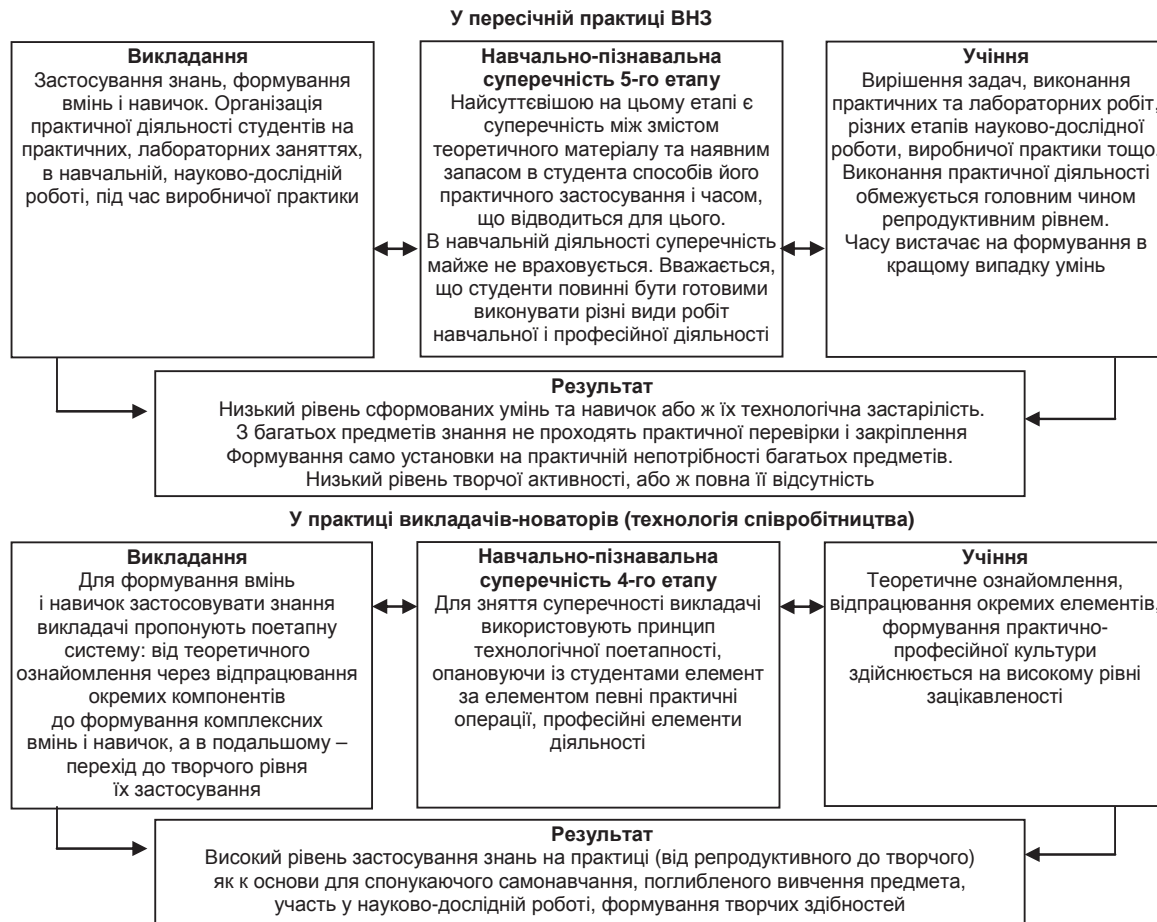 У пересічній практиці ВНЗ
Викладання
Застосування знань, формування
вмінь і навичок. Організація
практичної діяльності студентів на
практичних, лабораторних заняттях,
в навчальній, науково-дослідній
роботі, під час виробничої практики
Навчально-пізнавальна
суперечність 5-го етапу
Найсуттєвішою на цьому етапі є
суперечність між змістом
теоретичного матеріалу та наявним
запасом в студента способів його
практичного застосування і часом,
що відводиться для цього.
В навчальній діяльності суперечність
майже не враховується. Вважається,
що студенти повинні бути готовими
виконувати різні види робіт
навчальної і професійної діяльності
Учіння
Вирішення задач, виконання
практичних та лабораторних робіт,
різних етапів науково-дослідної
роботи, виробничої практики тощо.
Виконання практичної діяльності
обмежується головним чином
репродуктивним рівнем.
Часу вистачає на формування в
кращому випадку умінь
Результат
Низький рівень сформованих умінь та навичок або ж їх технологічна застарілість.
З багатьох предметів знання не проходять практичної перевірки і закріплення
Формування само установки на практичній непотрібності багатьох предметів.
Низький рівень творчої активності, або ж повна її відсутність
У практиці викладачів-новаторів (технологія співробітництва)
Викладання
Для формування вмінь
і навичок застосовувати знання
викладачі пропонують поетапну
систему: від теоретичного
ознайомлення через відпрацювання
окремих компонентів
до формування комплексних
вмінь і навичок, а в подальшому –
перехід до творчого рівня
їх застосування
Навчально-пізнавальна
суперечність 4-го етапу
Для зняття суперечності викладачі
використовують принцип
технологічної поетапності,
опановуючи із студентами елемент
за елементом певні практичні
операції, професійні елементи
діяльності
Учіння
Теоретичне ознайомлення,
відпрацювання окремих елементів,
формування практично-
професійної культури
здійснюється на високому рівні
зацікавленості
Результат
Високий рівень застосування знань на практиці (від репродуктивного до творчого)
як к основи для спонукаючого самонавчання, поглибленого вивчення предмета,
участь у науково-дослідній роботі, формування творчих здібностей